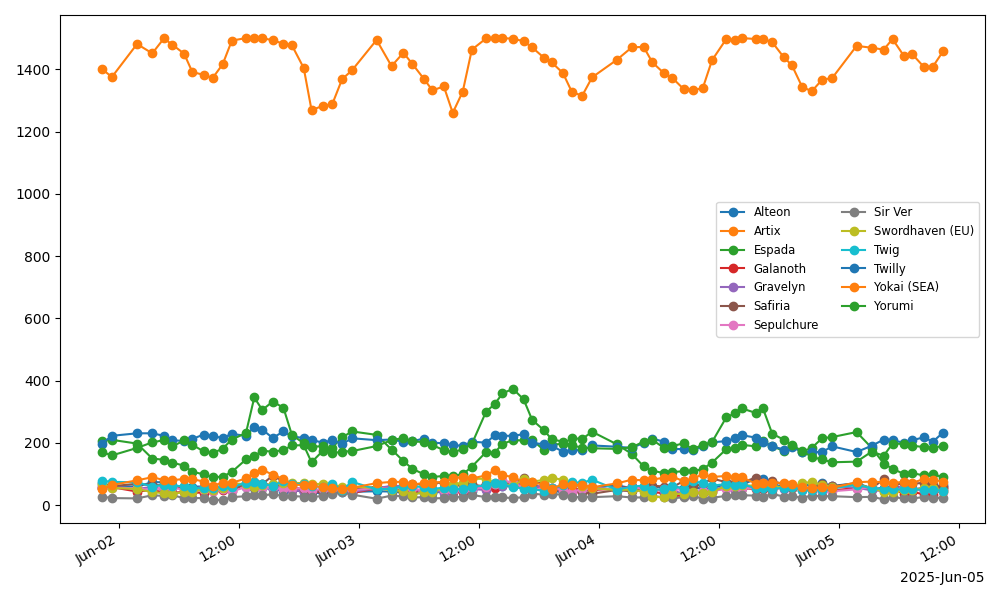 1400
1200
1000
800
600
400
200
0
Alteon
Artix
Espada
Galanoth
Gravelyn
Safiria
Sepulchure
Sir Ver
Swordhaven (EU)
Twig
Twilly
Yokai (SEA)
Yorumi
Jun-02
12:00
Jun-03
12:00
Jun-04
12:00
Jun-05
12:00
2025-Jun-05